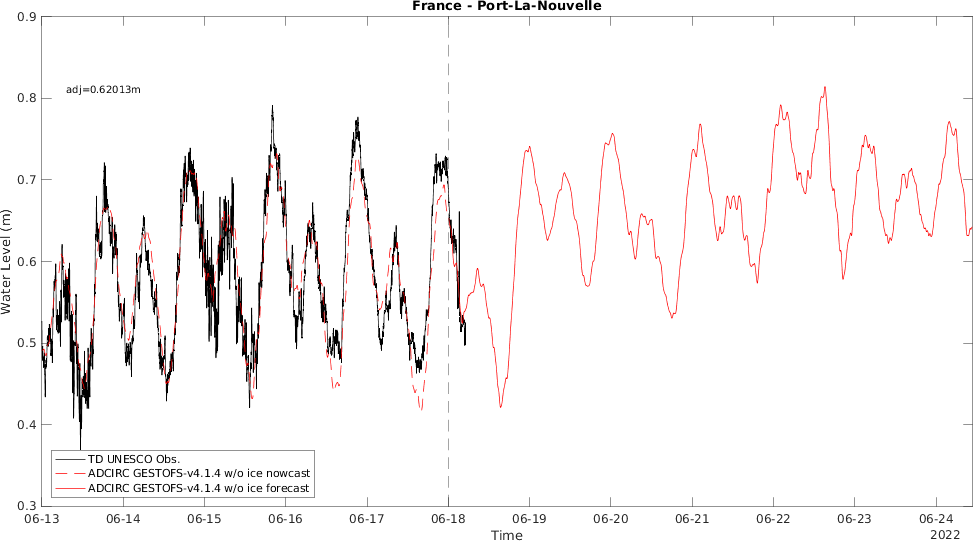 France - Port-La-Nouvelle
0.9
0.8
0.7
0.6
0.5
0.4
0.3
Water Level (m)
adj=0.62013m
TD UNESCO Obs.
ADCIRC GESTOFS-v4.1.4 w/o ice nowcast
ADCIRC GESTOFS-v4.1.4 w/o ice forecast
06-13 06-14 06-15 06-16 06-17 06-18 06-19 06-20 06-21 06-22 06-23 06-24
2022
Time